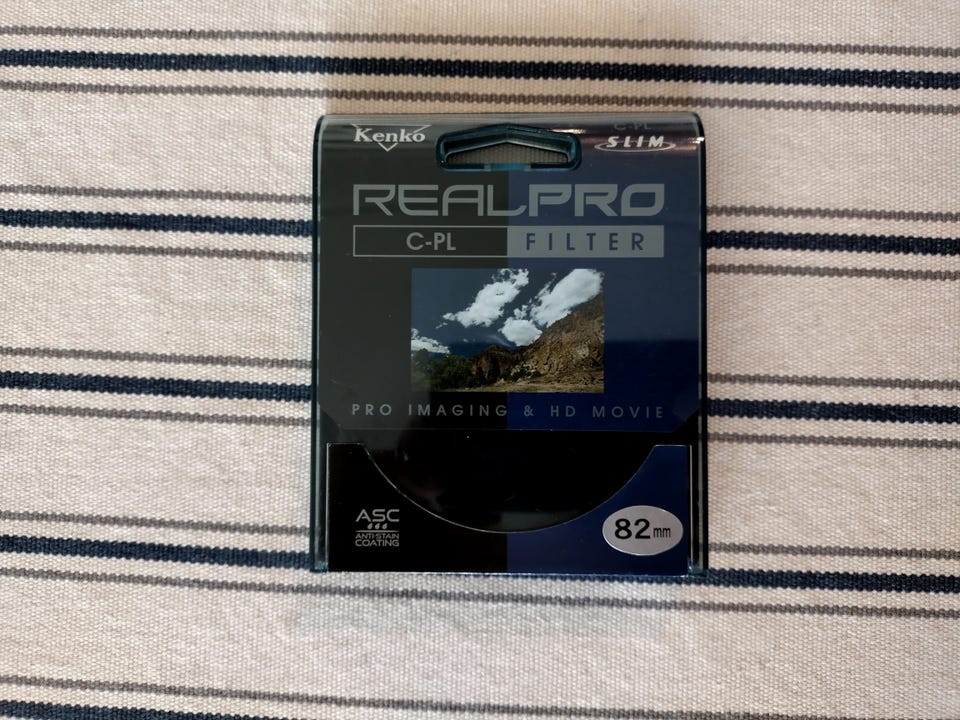 Kenko
C-PL
SLIM
REALPRO
C-PL FILTER
PRO IMAGING & HD MOVIE
ASC
ANTI-STAIN
COATING
82mm